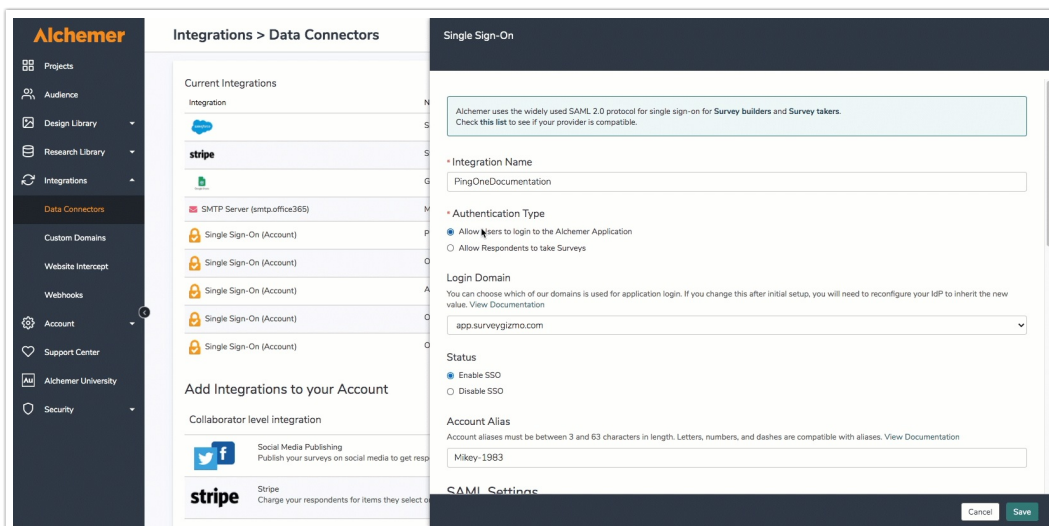 Alchemer
Projects
Audience
Design Library
Research Library
Integrations
Data Connectors
Custom Domains
Website Intercept
Webhooks
Account
Support Center
Au Alchemer University
Security
Integrations > Data Connectors
Current Integrations
Integration N
salesforce S
stripe S
G
SMTP Server (smtp.office365) M
Single Sign-On (Account) P
Single Sign-On (Account) O
Single Sign-On (Account) A
Single Sign-On (Account) O
Single Sign-On (Account) O
Add Integrations to your Account
Collaborator level integration
Social Media Publishing
Publish your surveys on social media to get resp
stripe
Stripe
Charge your respondents for items they select o
Single Sign-On
Alchemer uses the widely used SAML 2.0 protocol for single sign-on for Survey builders and Survey takers.
Check this list to see if your provider is compatible.
* Integration Name
PingOneDocumentation
* Authentication Type
Allow Users to login to the Alchemer Application
Allow Respondents to take Surveys
Login Domain
You can choose which of our domains is used for application login. If you change this after initial setup, you will need to reconfigure your IdP to inherit the new
value. View Documentation
app.surveygizmo.com
Status
Enable SSO
Disable SSO
Account Alias
Account aliases must be between 3 and 63 characters in length. Letters, numbers, and dashes are compatible with aliases. View Documentation
Mikey-1983
SAML Settings
Cancel Save